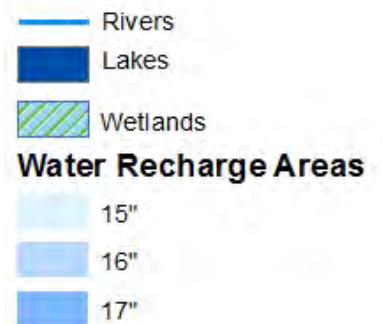 Rivers
Lakes
Wetlands
Water Recharge Areas
15"
16"
17"